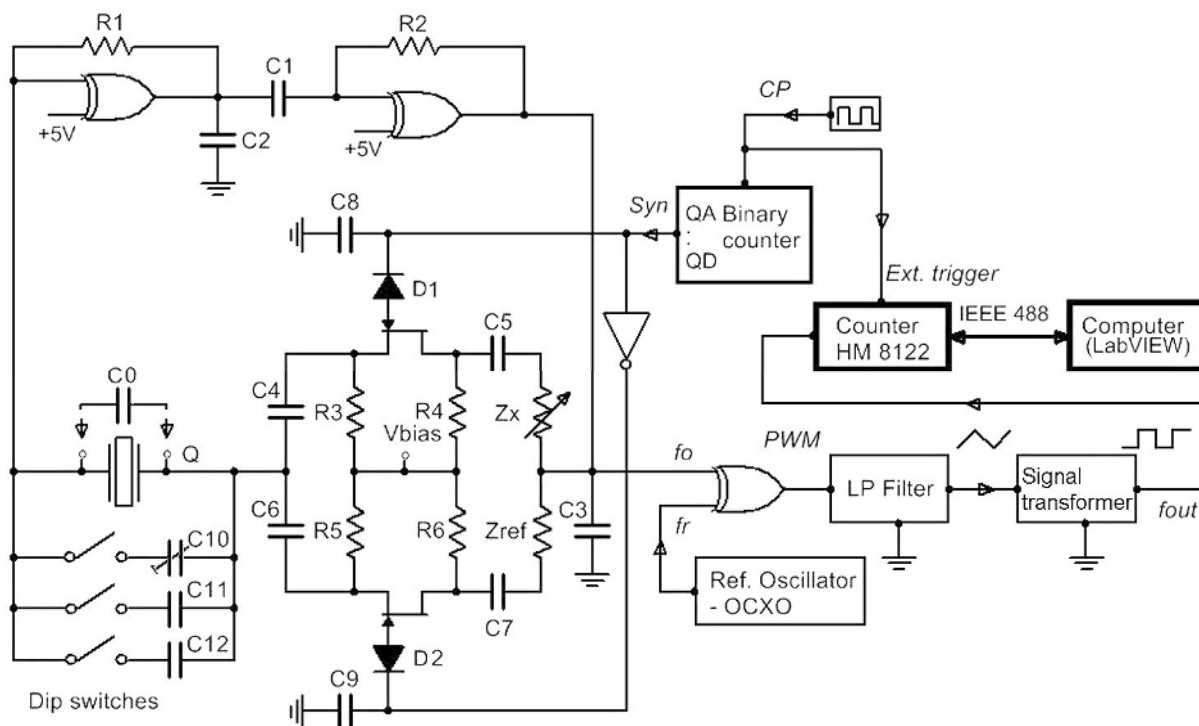 R1
R2
C1
+5V
C2
+5V
CP
C8
Syn
QA Binary
: counter
QD
D1
Ext. trigger
C5
IEEE 488
Counter
HM 8122
Computer
(LabVIEW)
C0
C4
R3
R4
Zx
Vbias
Q
fo
PWM
C6
R5
R6
Zref
C3
fr
LP Filter
Signal
transformer
fout
C10
C11
C12
C7
Ref. Oscillator
- OCXO
D2
C9
Dip switches